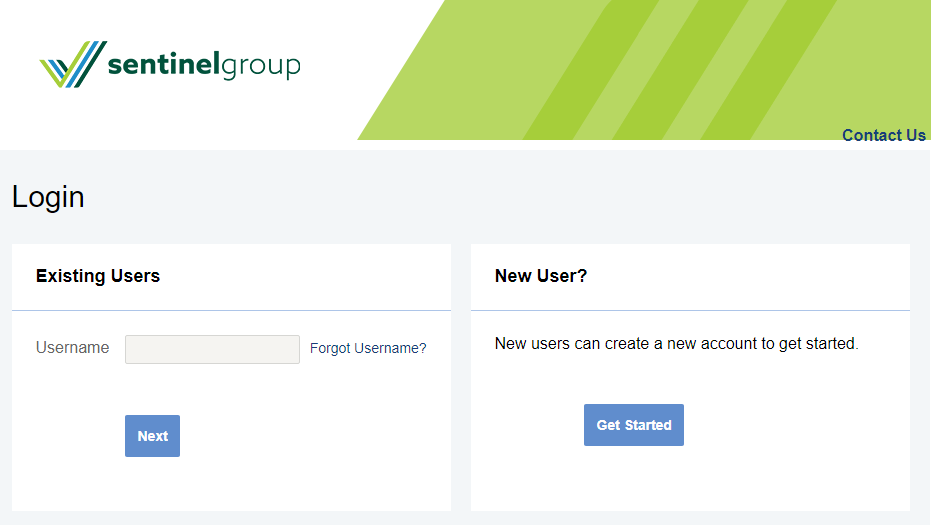 sentinelgroup
Contact Us
Login
Existing Users
Username
Forgot Username?
Next
New User?
New users can create a new account to get started.
Get Started